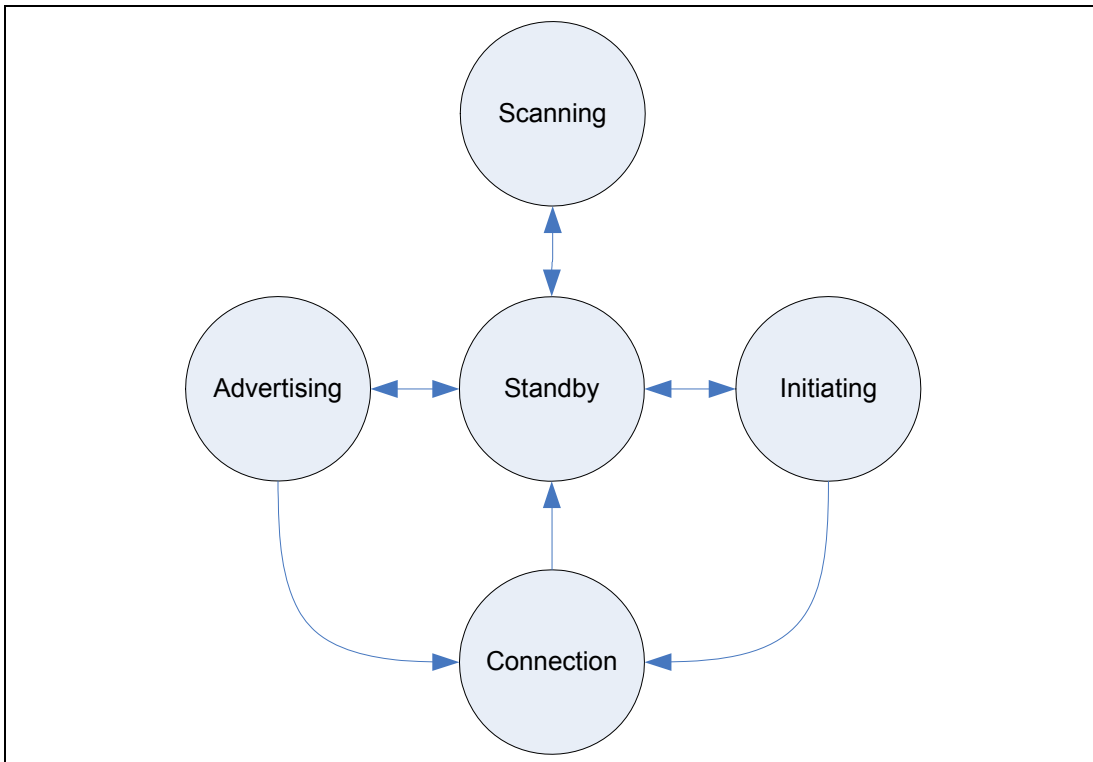 Scanning
Advertising
Standby
Initiating
Connection